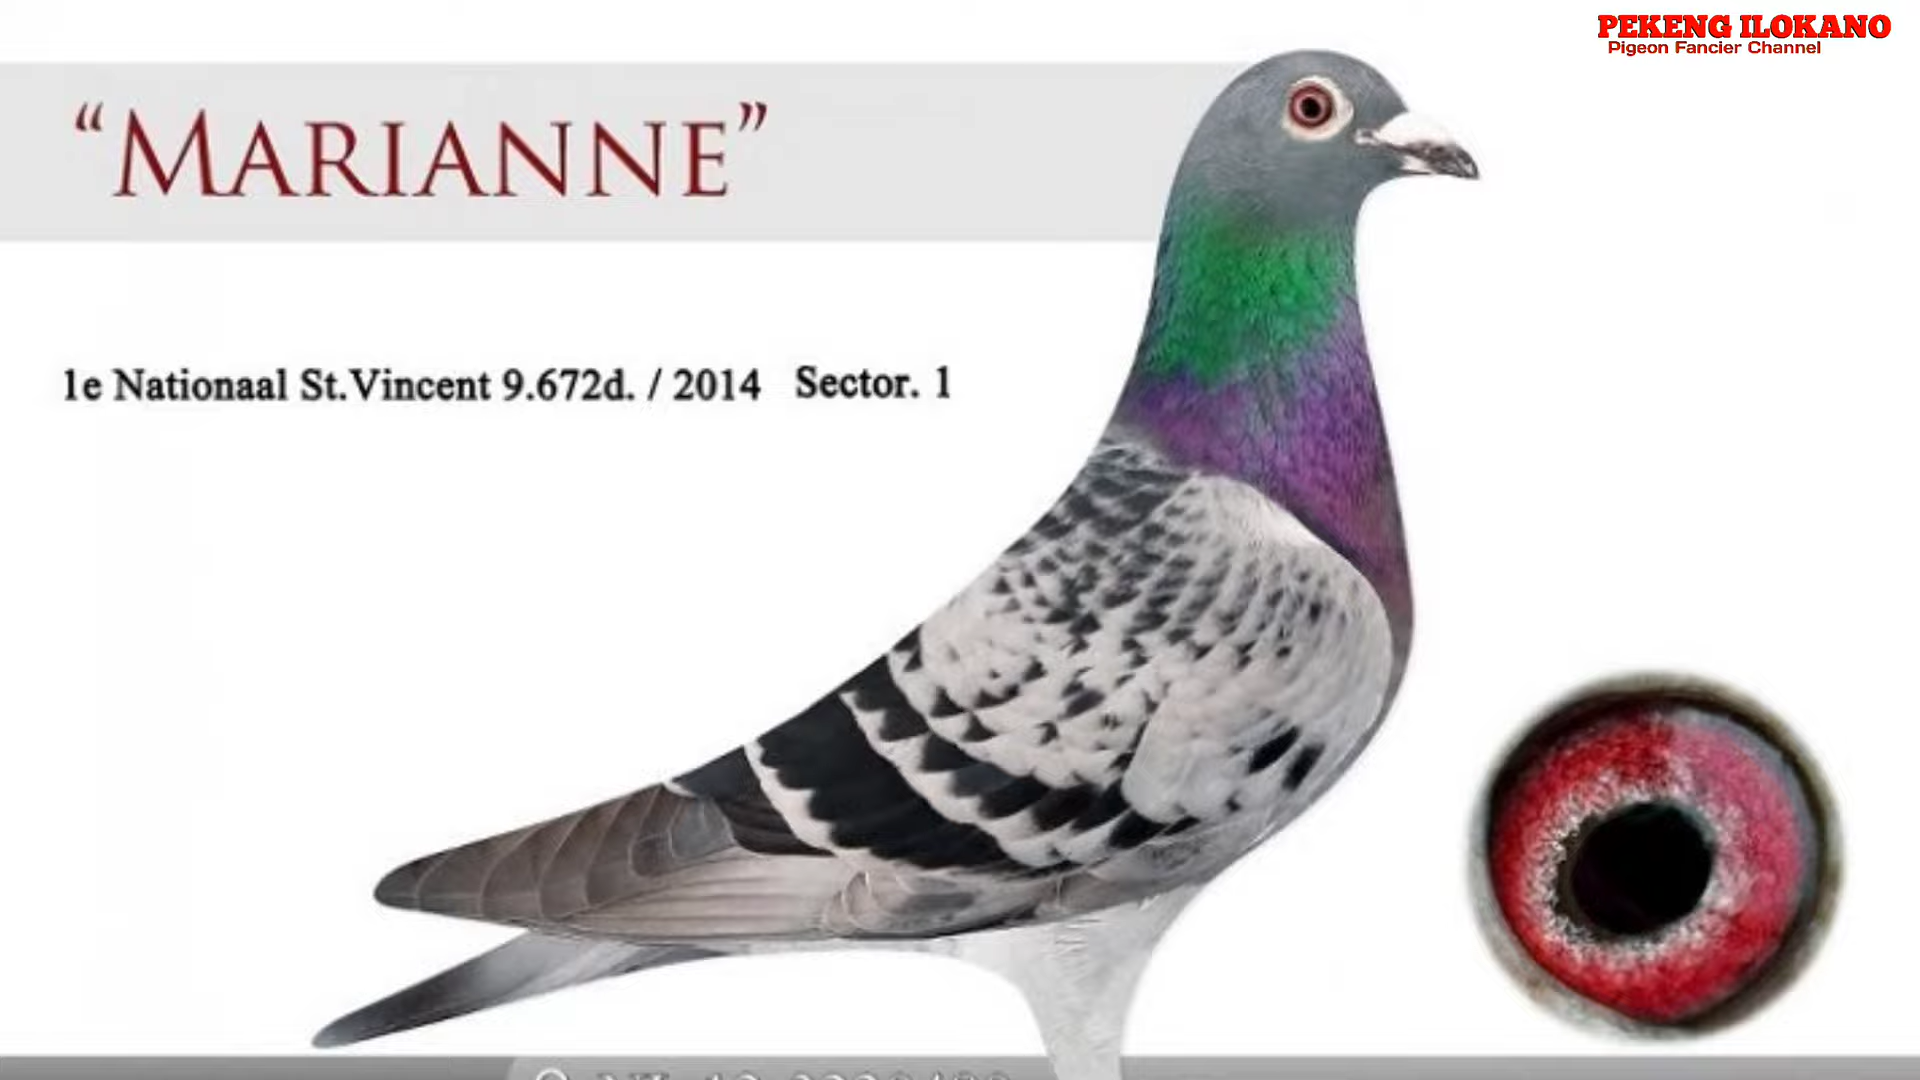 PEKENG ILOKANO
Pigeon Fancier Channel
“MARIANNE”
1e Nationaal St.Vincent 9.672d. / 2014 Sector. 1